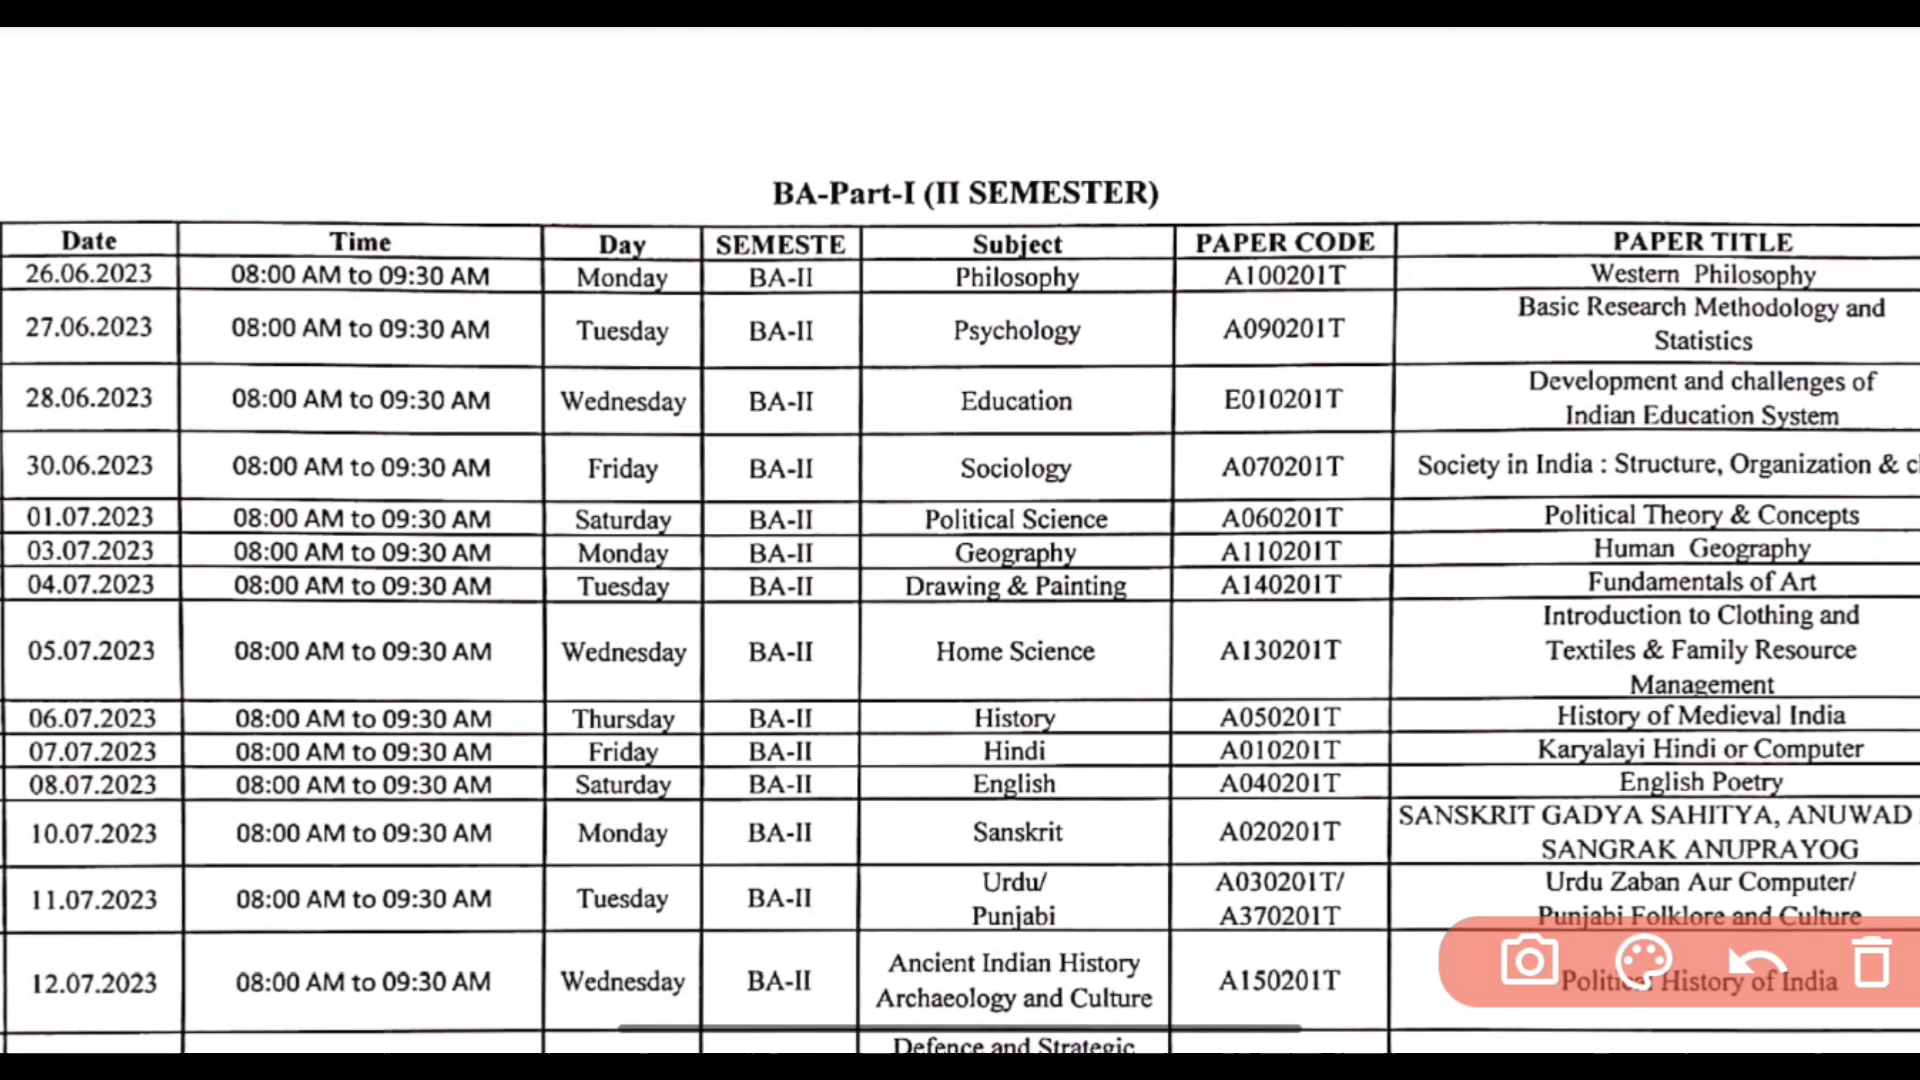 BA-Part-I (II SEMESTER)
Date Time Day SEMESTE Subject PAPER CODE PAPER TITLE
26.06.2023 08:00 AM to 09:30 AM Monday BA-II Philosophy A100201T Western Philosophy
27.06.2023 08:00 AM to 09:30 AM Tuesday BA-II Psychology A090201T Basic Research Methodology and
Statistics
28.06.2023 08:00 AM to 09:30 AM Wednesday BA-II Education E010201T Development and challenges of
Indian Education System
30.06.2023 08:00 AM to 09:30 AM Friday BA-II Sociology A070201T Society in India : Structure, Organization &
01.07.2023 08:00 AM to 09:30 AM Saturday BA-II Political Science A060201T Political Theory & Concepts
03.07.2023 08:00 AM to 09:30 AM Monday BA-II Geography A110201T Human Geography
04.07.2023 08:00 AM to 09:30 AM Tuesday BA-II Drawing & Painting A140201T Fundamentals of Art
05.07.2023 08:00 AM to 09:30 AM Wednesday BA-II Home Science A130201T Introduction to Clothing and
Textiles & Family Resource
Management
06.07.2023 08:00 AM to 09:30 AM Thursday BA-II History A050201T History of Medieval India
07.07.2023 08:00 AM to 09:30 AM Friday BA-II Hindi A010201T Karyalayi Hindi or Computer
08.07.2023 08:00 AM to 09:30 AM Saturday BA-II English A040201T English Poetry
10.07.2023 08:00 AM to 09:30 AM Monday BA-II Sanskrit A020201T SANSKRIT GADYA SAHITYA, ANUWAD
SANGRAK ANUPRAYOG
11.07.2023 08:00 AM to 09:30 AM Tuesday BA-II Urdu/ A030201T/ Urdu Zaban Aur Computer/
Punjabi A370201T Punjabi Folklore and Culture
12.07.2023 08:00 AM to 09:30 AM Wednesday BA-II Ancient Indian History
Archaeology and Culture A150201T Political History of India
Defence and Strategic